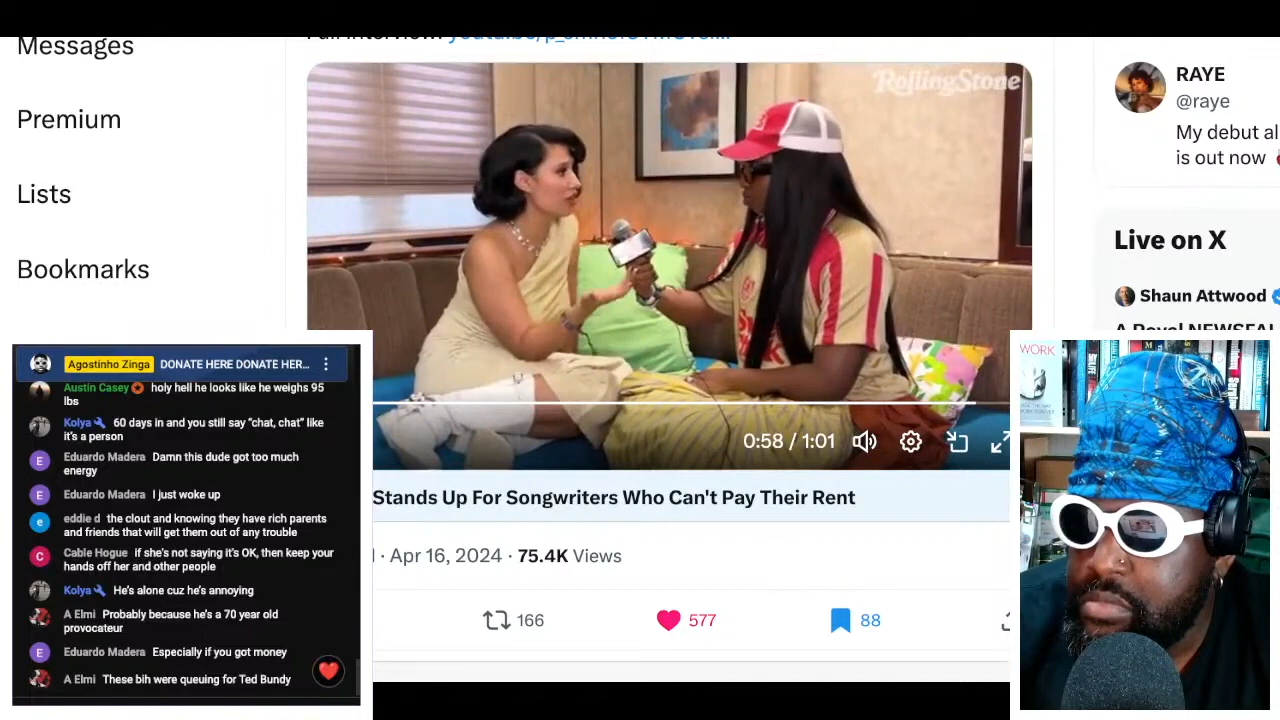 Messages
Premium
Lists
Bookmarks
RollingStone
0:58 / 1:01
Stands Up For Songwriters Who Can't Pay Their Rent
· Apr 16, 2024 · 75.4K Views
166
577
88
RAYE
@raye
My debut al
is out now
Live on X
Shaun Attwood
WORK
Agostinho Zinga DONATE HERE DONATE HER...
Austin Casey holy hell he looks like he weighs 95
lbs
Kolya 60 days in and you still say “chat, chat” like
it's a person
Eduardo Madera Damn this dude got too much
energy
Eduardo Madera I just woke up
eddie d the clout and knowing they have rich parents
and friends that will get them out of any trouble
Cable Hogue if she's not saying it's OK, then keep your
hands off her and other people
Kolya He's alone cuz he's annoying
A Elmi Probably because he's a 70 year old
provocateur
Eduardo Madera Especially if you got money
A Elmi These bih were queuing for Ted Bundy